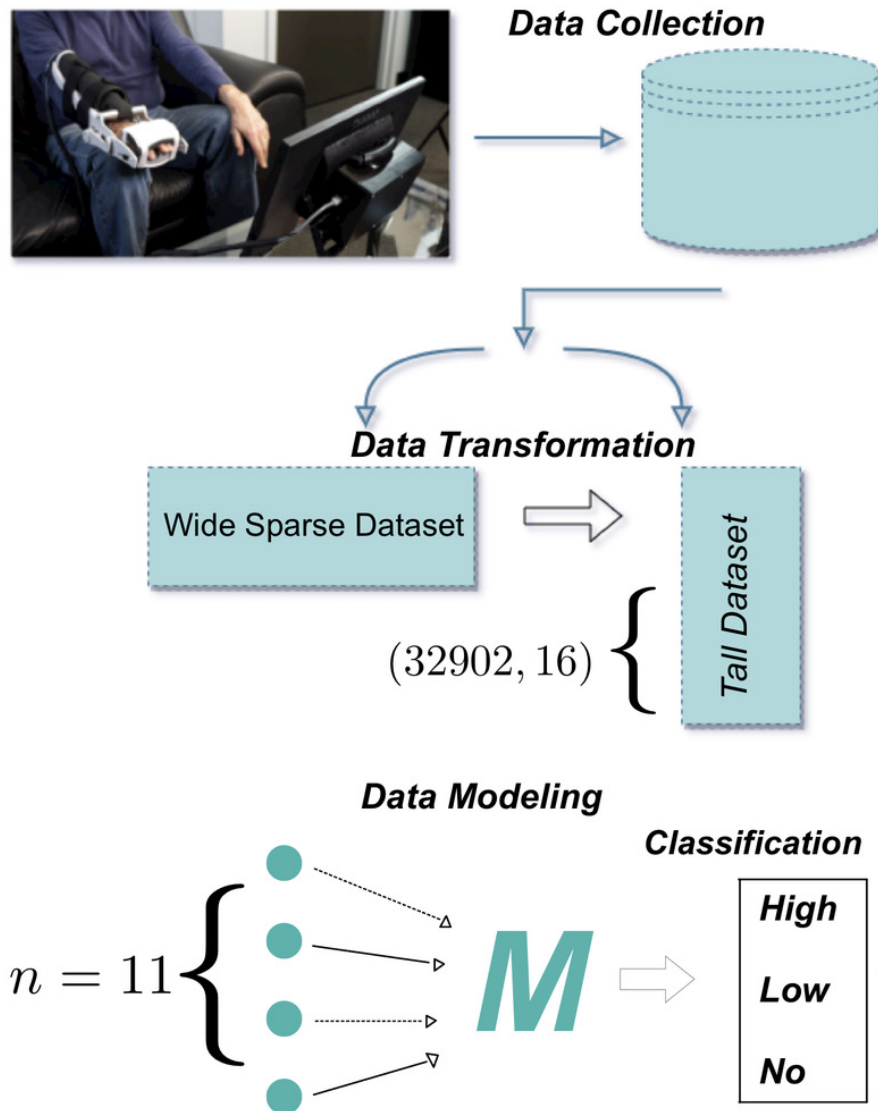 Data Collection
Data Transformation
Wide Sparse Dataset
Tall Dataset
(32902, 16)
Data Modeling
Classification
n = 11
M
High
Low
No